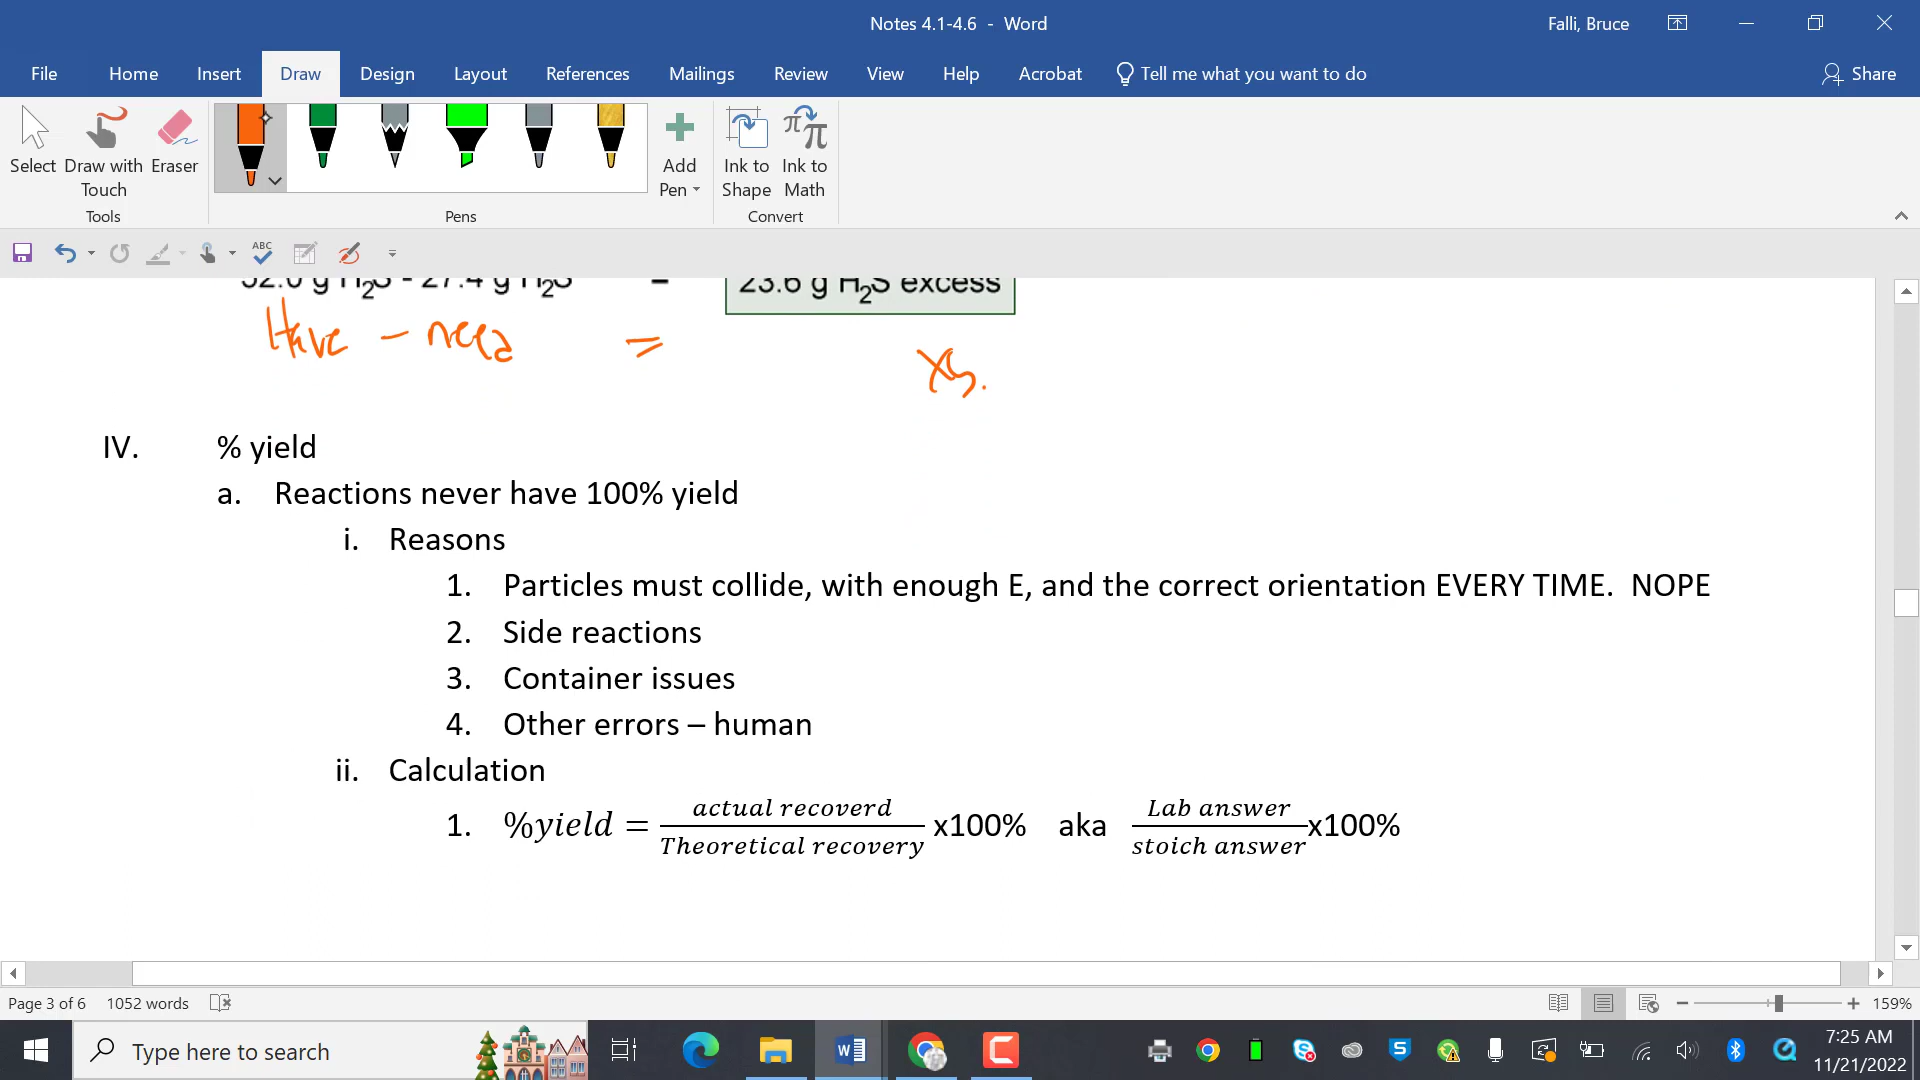 Notes 4.1-4.6 - Word
Falli, Bruce
File Home Insert Draw Design Layout References Mailings Review View Help Acrobat Tell me what you want to do Share
Select Draw with Touch Eraser Add Pen Ink to Shape Ink to Math
Tools Pens Convert
ABC
g H2S - 27.4 g H2S = 23.6 g H2S excess
Have - need =
xs.
IV. % yield
a. Reactions never have 100% yield
i. Reasons
1. Particles must collide, with enough E, and the correct orientation EVERY TIME. NOPE
2. Side reactions
3. Container issues
4. Other errors – human
ii. Calculation
1. %yield = actual recoverd / Theoretical recovery x100% aka Lab answer / stoich answer x100%
Page 3 of 6 1052 words 159%
Type here to search
7:25 AM
11/21/2022